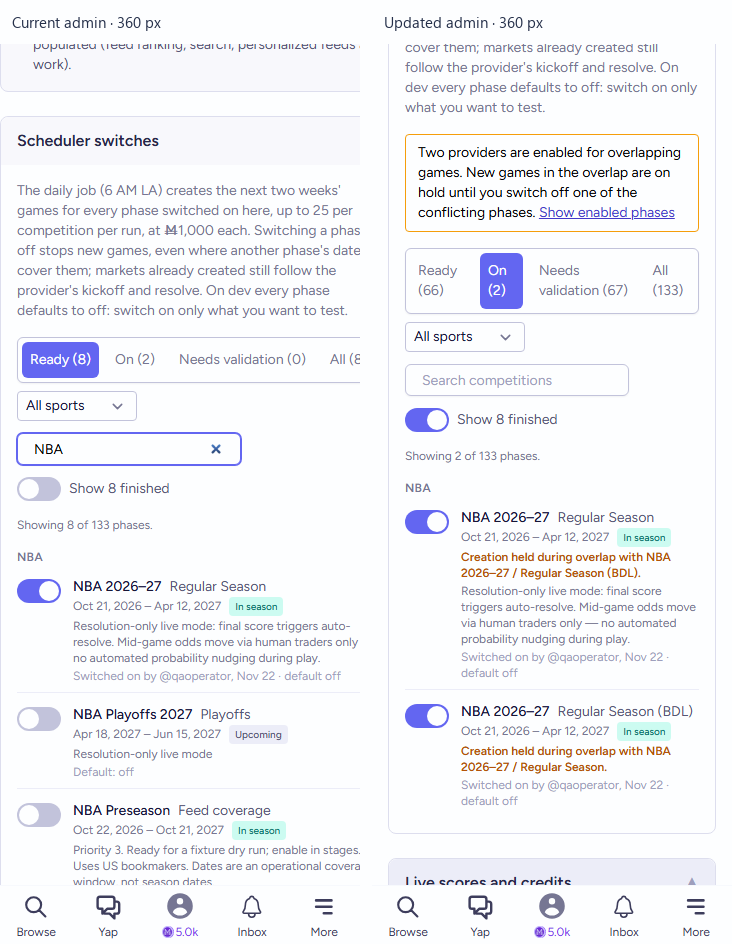 Current admin · 360 px
populated (feed ranking, search, personalized feeds
work).
Scheduler switches
The daily job (6 AM LA) creates the next two weeks'
games for every phase switched on here, up to 25 per
competition per run, at M1,000 each. Switching a phas
off stops new games, even where another phase's date
cover them; markets already created still follow the
provider's kickoff and resolve. On dev every phase
defaults to off: switch on only what you want to test.
Ready (8)
On (2)
Needs validation (0)
All (8
All sports
NBA
Show 8 finished
Showing 8 of 133 phases.
NBA
NBA 2026–27 Regular Season
Oct 21, 2026 – Apr 12, 2027 In season
Resolution-only live mode: final score triggers auto-
resolve. Mid-game odds move via human traders only
no automated probability nudging during play.
Switched on by @qaoperator, Nov 22 · default off
NBA Playoffs 2027 Playoffs
Apr 18, 2027 – Jun 15, 2027 Upcoming
Resolution-only live mode
Default: off
NBA Preseason Feed coverage
Oct 22, 2026 – Oct 21, 2027 In season
Priority 3. Ready for a fixture dry run; enable in stages.
Uses US bookmakers. Dates are an operational covera
window, not season dates
Browse
Yap
5.0k
Inbox
More
Updated admin · 360 px
cover them; markets already created still
follow the provider's kickoff and resolve. On
dev every phase defaults to off: switch on only
what you want to test.
Two providers are enabled for overlapping
games. New games in the overlap are on
hold until you switch off one of the
conflicting phases. Show enabled phases
Ready
(66)
On
(2)
Needs
validation (67)
All
(133)
All sports
Search competitions
Show 8 finished
Showing 2 of 133 phases.
NBA
NBA 2026–27 Regular Season
Oct 21, 2026 – Apr 12, 2027 In season
Creation held during overlap with NBA
2026–27 / Regular Season (BDL).
Resolution-only live mode: final score
triggers auto-resolve. Mid-game odds move
via human traders only — no automated
probability nudging during play.
Switched on by @qaoperator, Nov 22 ·
default off
NBA 2026–27 Regular Season (BDL)
Oct 21, 2026 – Apr 12, 2027 In season
Creation held during overlap with NBA
2026–27 / Regular Season.
Switched on by @qaoperator, Nov 22 ·
default off
Live scores and credits
Browse
Yap
5.0k
Inbox
More